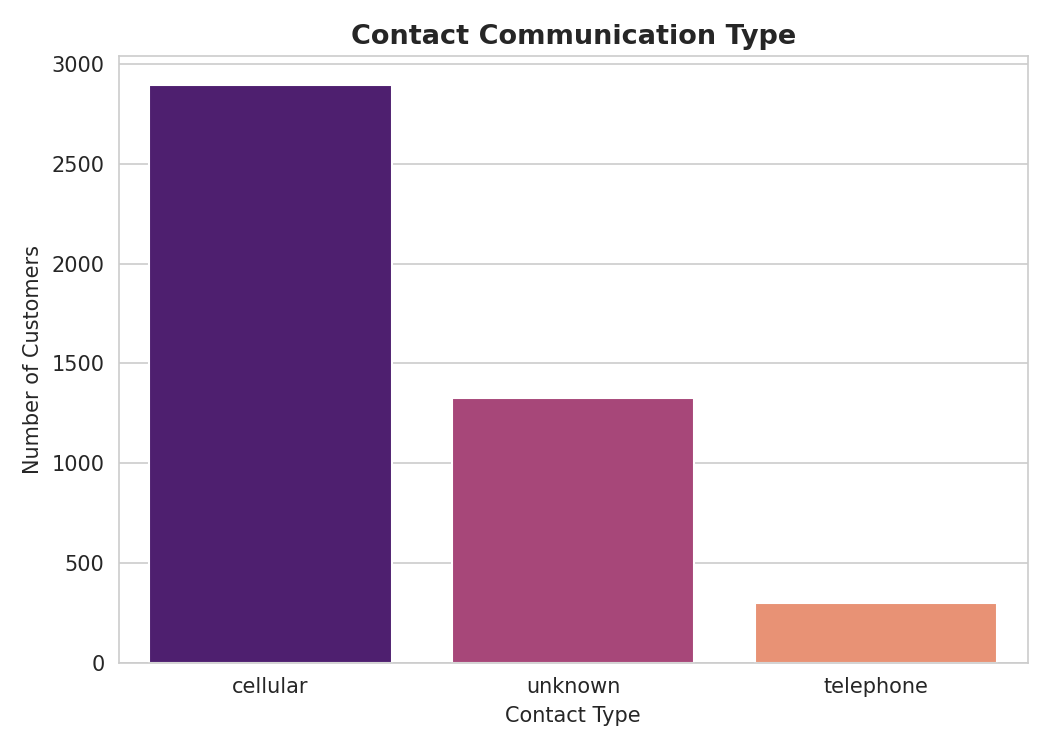 Contact Communication Type
3000
2500
2000
1500
1000
500
0
Number of Customers
cellular
unknown
telephone
Contact Type